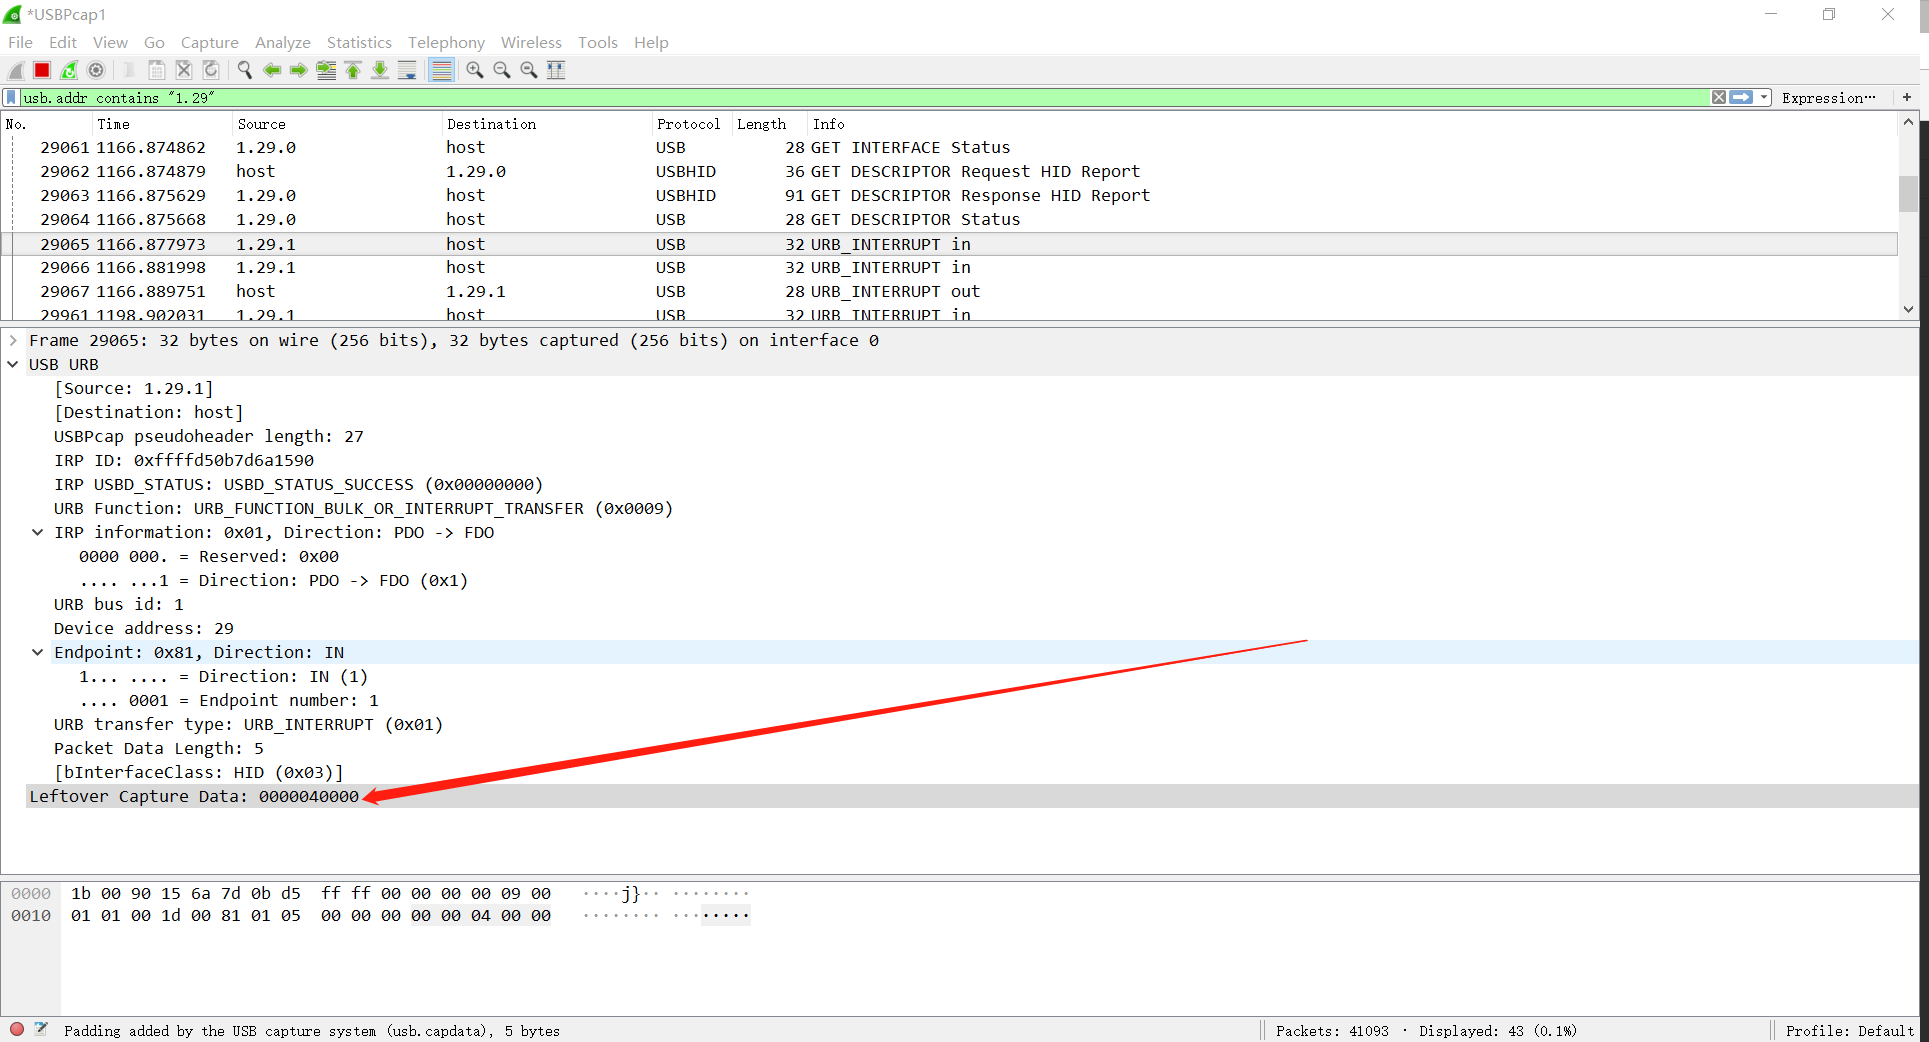 *USBPcap1
File Edit View Go Capture Analyze Statistics Telephony Wireless Tools Help
usb.addr contains "1.29" Expression… +
No. Time Source Destination Protocol Length Info
29061 1166.874862 1.29.0 host USB 28 GET INTERFACE Status
29062 1166.874879 host 1.29.0 USBHID 36 GET DESCRIPTOR Request HID Report
29063 1166.875629 1.29.0 host USBHID 91 GET DESCRIPTOR Response HID Report
29064 1166.875668 1.29.0 host USB 28 GET DESCRIPTOR Status
29065 1166.877973 1.29.1 host USB 32 URB_INTERRUPT in
29066 1166.881998 1.29.1 host USB 32 URB_INTERRUPT in
29067 1166.889751 host 1.29.1 USB 28 URB_INTERRUPT out
29961 1198.902031 1.29.1 host USB 32 URB INTERRUPT in
Frame 29065: 32 bytes on wire (256 bits), 32 bytes captured (256 bits) on interface 0
USB URB
[Source: 1.29.1]
[Destination: host]
USBPcap pseudoheader length: 27
IRP ID: 0xffffd50b7d6a1590
IRP USBD_STATUS: USBD_STATUS_SUCCESS (0x00000000)
URB Function: URB_FUNCTION_BULK_OR_INTERRUPT_TRANSFER (0x0009)
IRP information: 0x01, Direction: PDO -> FDO
0000 000. = Reserved: 0x00
.... ...1 = Direction: PDO -> FDO (0x1)
URB bus id: 1
Device address: 29
Endpoint: 0x81, Direction: IN
1... .... = Direction: IN (1)
.... 0001 = Endpoint number: 1
URB transfer type: URB_INTERRUPT (0x01)
Packet Data Length: 5
[bInterfaceClass: HID (0x03)]
Leftover Capture Data: 0000040000
0000 1b 00 90 15 6a 7d 0b d5 ff ff 00 00 00 00 09 00 ····j}·· ········
0010 01 01 00 1d 00 81 01 05 00 00 00 00 00 04 00 00 ········ ········
Padding added by the USB capture system (usb.capdata), 5 bytes
Packets: 41093 · Displayed: 43 (0.1%)
Profile: Default